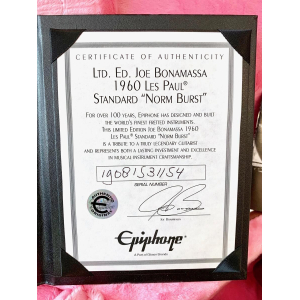 CERTIFICATE OF AUTHENTICITY
LTD. ED. JOE BONAMASSA
1960 LES PAUL®
STANDARD “NORM BURST”
FOR OVER 100 YEARS, EPIPHONE HAS DESIGNED AND BUILT
THE WORLD'S FINEST FRETTED INSTRUMENTS.
THIS LIMITED EDITION JOE BONAMASSA 1960
LES PAUL® STANDARD “NORM BURST”
IS A TRIBUTE TO A TRULY LEGENDARY GUITARIST
AND REPRESENTS BOTH A LASTING INVESTMENT AND EXCELLENCE
IN MUSICAL INSTRUMENT CRAFTSMANSHIP.
19081531154
SERIAL NUMBER
Joe Bonamassa
Epiphone®